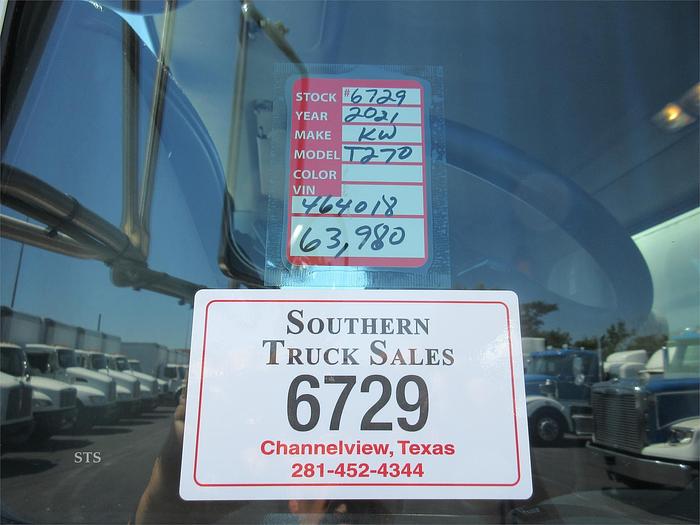 STOCK #6729
YEAR 2021
MAKE KW
MODEL T270
COLOR
VIN
464018
63,980
SOUTHERN
TRUCK SALES
6729
Channelview, Texas
281-452-4344
STS